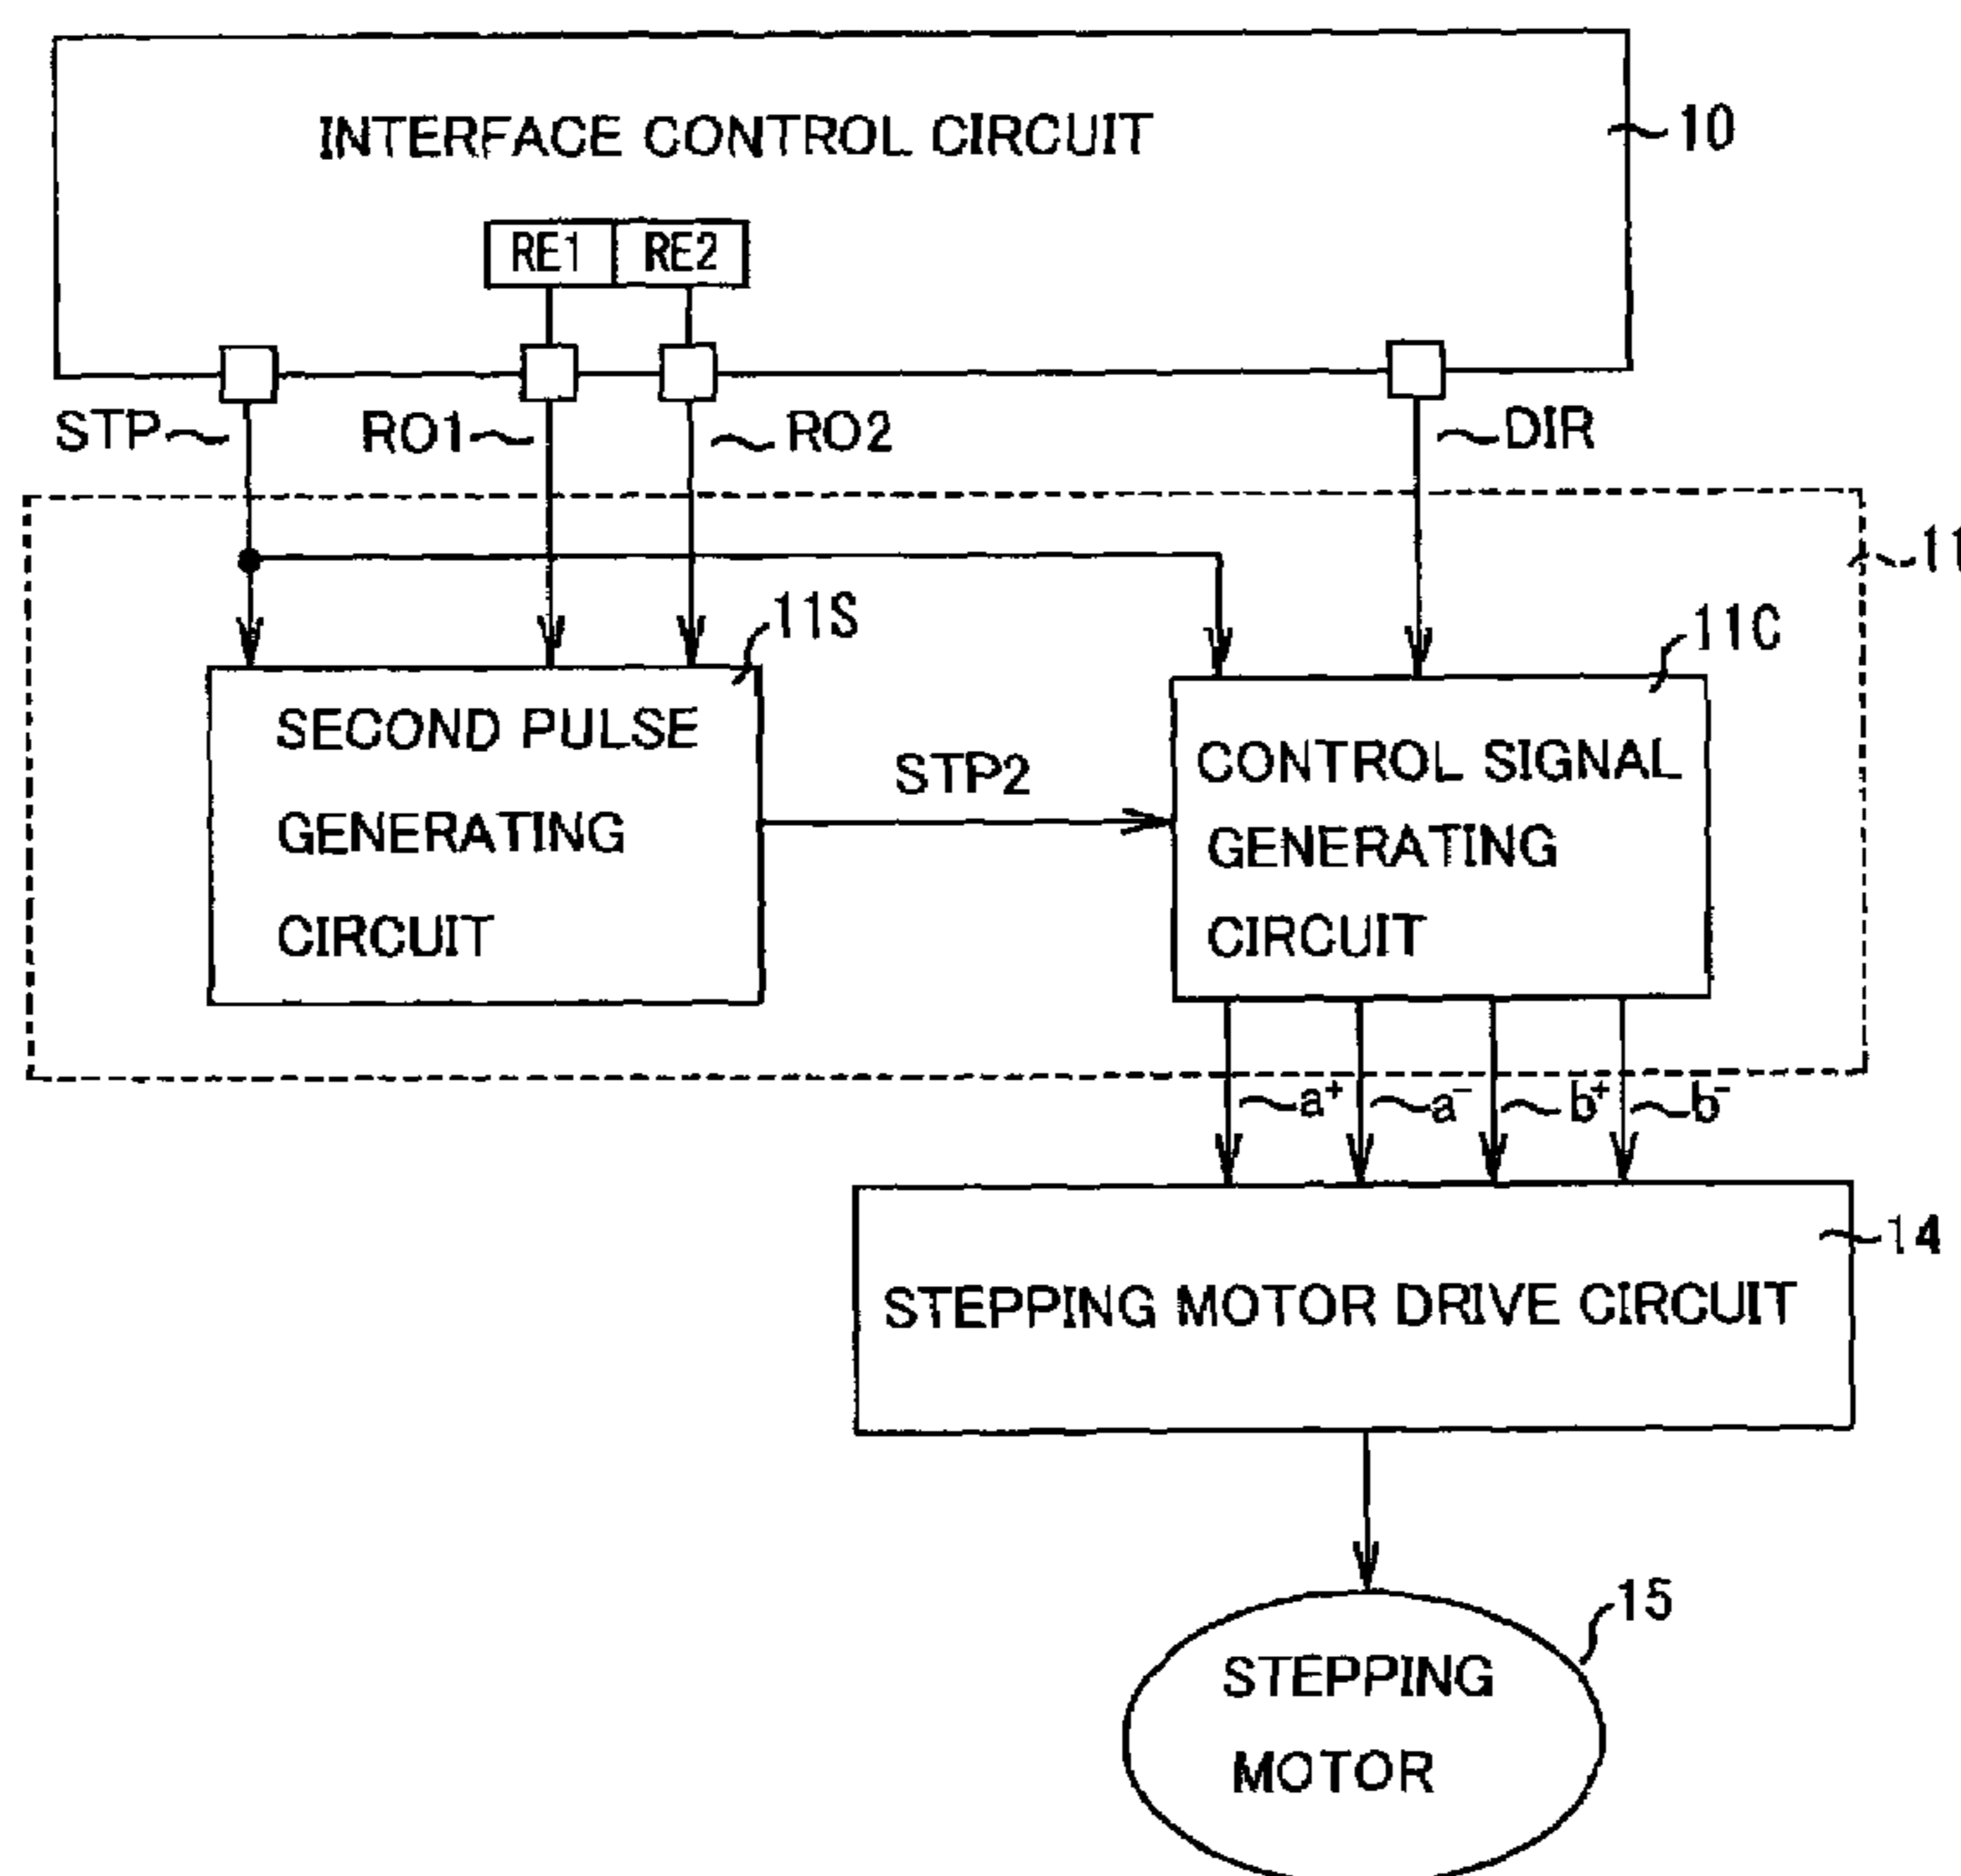 INTERFACE CONTROL CIRCUIT
10
RE1 RE2
STP RO1 RO2 DIR
11
11S
11C
SECOND PULSE
GENERATING
CIRCUIT
STP2
CONTROL SIGNAL
GENERATING
CIRCUIT
a+ a- b+ b-
14
STEPPING MOTOR DRIVE CIRCUIT
15
STEPPING
MOTOR